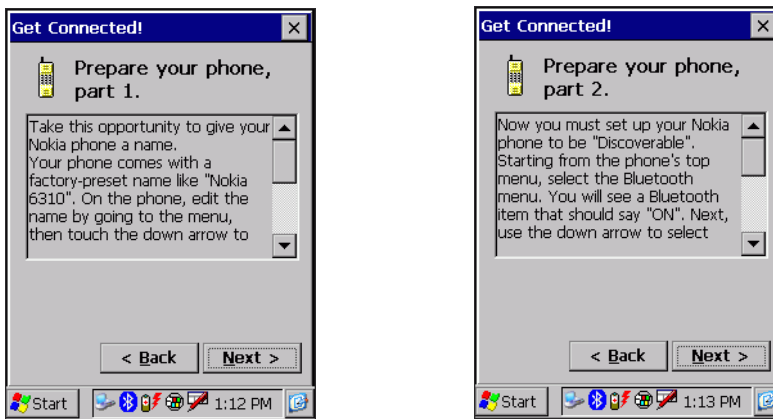 Get Connected!
Prepare your phone,
part 1.
Take this opportunity to give your
Nokia phone a name.
Your phone comes with a
factory-preset name like "Nokia
6310". On the phone, edit the
name by going to the menu,
then touch the down arrow to
< Back
Next >
Start
1:12 PM
Get Connected!
Prepare your phone,
part 2.
Now you must set up your Nokia
phone to be "Discoverable".
Starting from the phone's top
menu, select the Bluetooth
menu. You will see a Bluetooth
item that should say "ON". Next,
use the down arrow to select
< Back
Next >
Start
1:13 PM